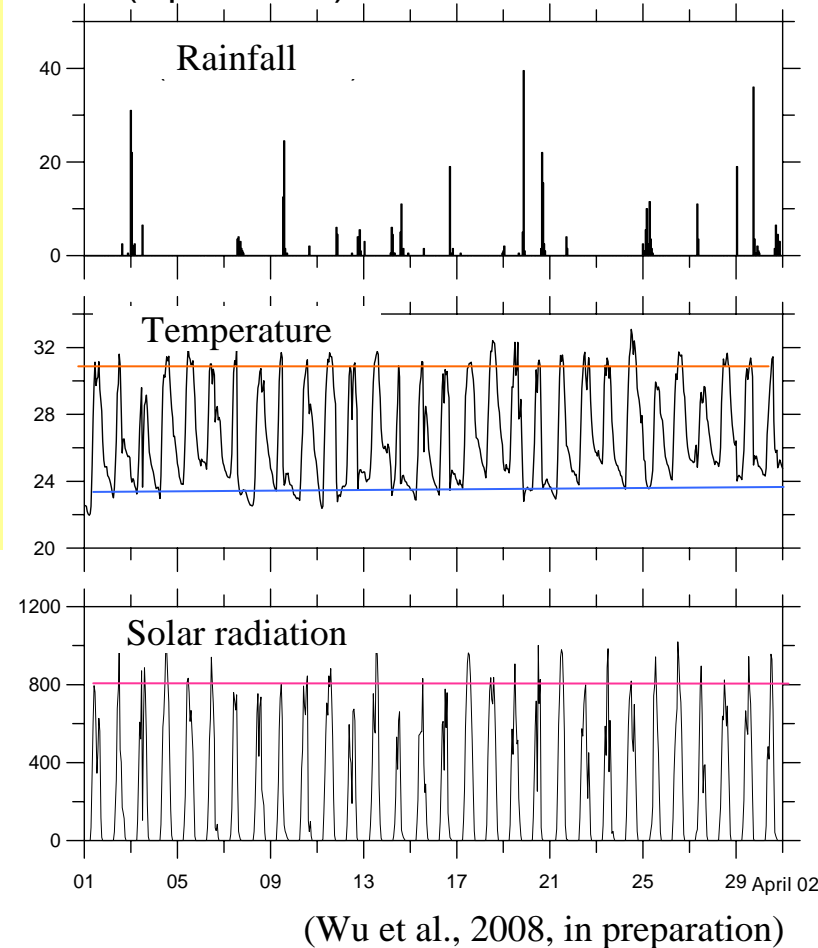 Rainfall
40
20
0
Temperature
32
28
24
20
Solar radiation
1200
800
400
0
01 05 09 13 17 21 25 29 April 02
(Wu et al., 2008, in preparation)